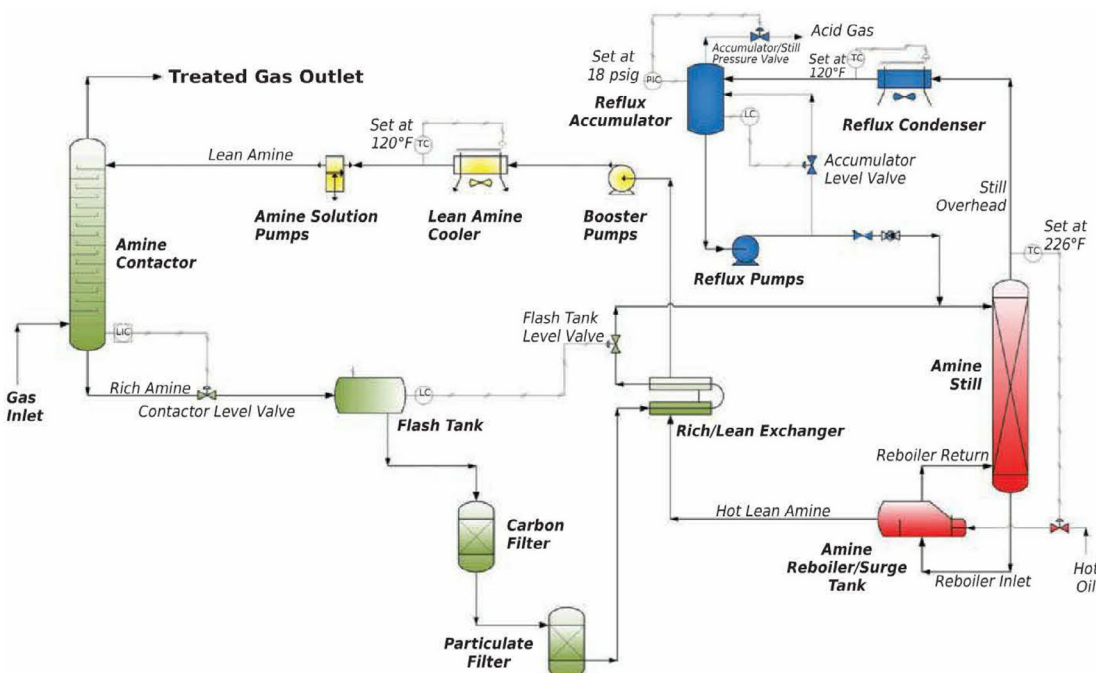 Treated Gas Outlet
Acid Gas
Accumulator/Still
Pressure Valve
Set at
18 psig
PIC
Reflux
Accumulator
LC
TC
Set at
120°F
Reflux Condenser
Accumulator
Level Valve
Still
Overhead
Set at
120°F
TC
Lean Amine
Amine Solution
Pumps
Lean Amine
Cooler
Booster
Pumps
Reflux Pumps
TC
Set at
226°F
Amine
Contactor
LIC
Gas
Inlet
Rich Amine
Contactor Level Valve
Flash Tank
LC
Flash Tank
Level Valve
Rich/Lean Exchanger
Amine
Still
Reboiler Return
Hot Lean Amine
Amine
Reboiler/Surge
Tank
Reboiler Inlet
Hot
Oil
Carbon
Filter
Particulate
Filter